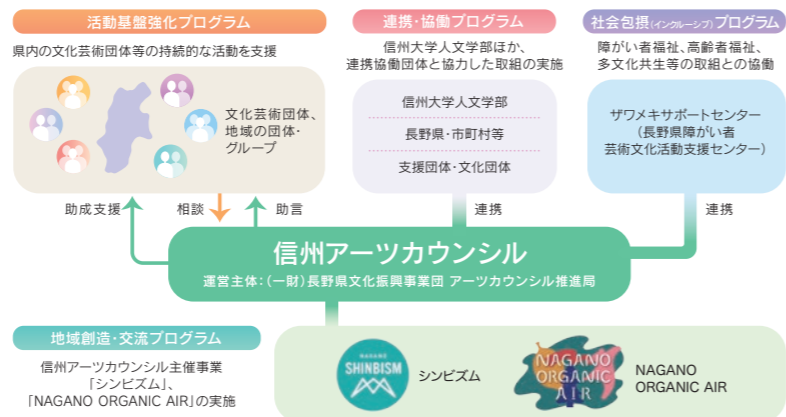 活動基盤強化プログラム
県内の文化芸術団体等の持続的な活動を支援
文化芸術団体、
地域の団体・
グループ
連携・協働プログラム
信州大学人文学部ほか、
連携協働団体と協力した取組の実施
信州大学人文学部
長野県・市町村等
支援団体・文化団体
社会包摂(インクルーシブ)プログラム
障がい者福祉、高齢者福祉、
多文化共生等の取組との協働
ザワメキサポートセンター
(長野県障がい者
芸術文化活動支援センター)
助成支援
相談
助言
連携
連携
信州アーツカウンシル
運営主体:(一財)長野県文化振興事業団 アーツカウンシル推進局
地域創造・交流プログラム
信州アーツカウンシル主催事業
「シンビズム」、
「NAGANO ORGANIC AIR」の実施
NAGANO
SHINBISM
シンビズム
NAGANO
ORGANIC
AIR
NAGANO
ORGANIC AIR